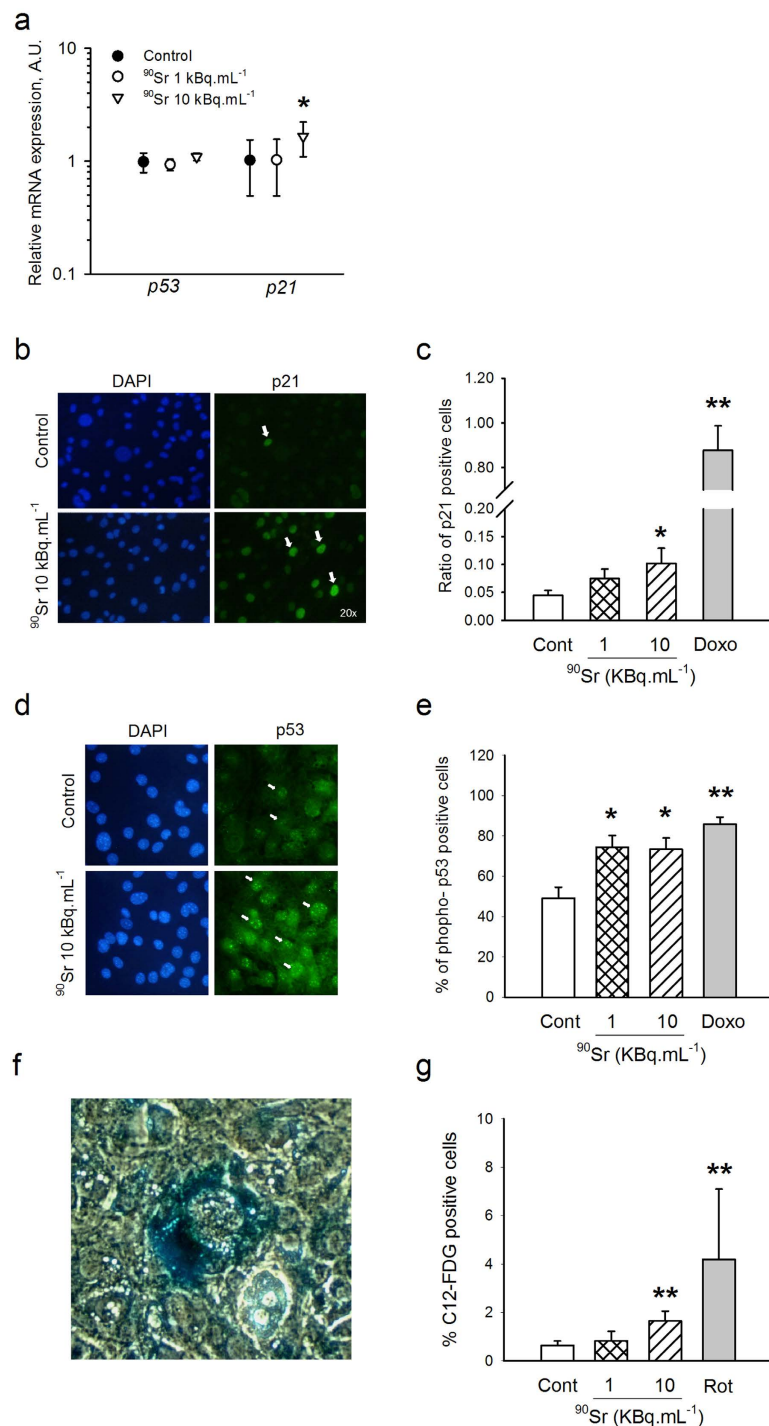 a
Relative mRNA expression, A.U.
10
1
0.1
Control
⁹⁰Sr 1 kBq.mL⁻¹
⁹⁰Sr 10 kBq.mL⁻¹
*
p53 p21
b
DAPI p21
Control
⁹⁰Sr 10 kBq.mL⁻¹
20x
c
Ratio of p21 positive cells
1.20
1.00
0.80
0.20
0.15
0.10
0.05
0.00
*
**
Cont 1 10 Doxo
⁹⁰Sr (KBq.mL⁻¹)
d
DAPI p53
Control
⁹⁰Sr 10 kBq.mL⁻¹
e
% of phopho- p53 positive cells
120
100
80
60
40
20
0
* * **
Cont 1 10 Doxo
⁹⁰Sr (KBq.mL⁻¹)
f
g
% C12-FDG positive cells
10
8
6
4
2
0
**
**
Cont 1 10 Rot
⁹⁰Sr (KBq.mL⁻¹)